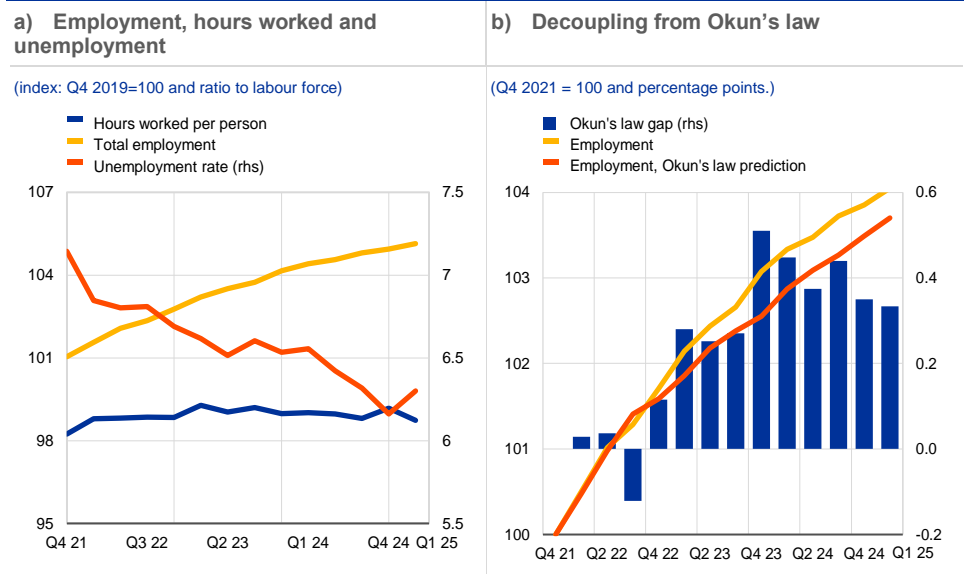 a) Employment, hours worked and
unemployment
(index: Q4 2019=100 and ratio to labour force)
Hours worked per person
Total employment
Unemployment rate (rhs)
107
104
101
98
95
7.5
7
6.5
6
5.5
Q4 21 Q3 22 Q2 23 Q1 24 Q4 24 Q1 25
b) Decoupling from Okun's law
(Q4 2021 = 100 and percentage points.)
Okun's law gap (rhs)
Employment
Employment, Okun's law prediction
104
103
102
101
100
0.6
0.4
0.2
0.0
-0.2
Q4 21 Q2 22 Q4 22 Q2 23 Q4 23 Q2 24 Q4 24 Q1 25